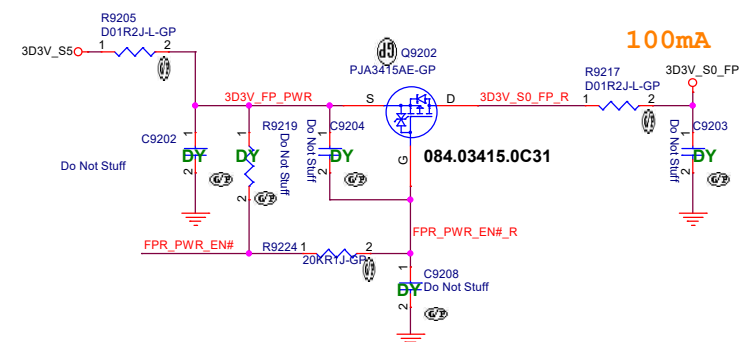 R9205
D01R2J-L-GP
3D3V_S5
1
2
GP
Q9202
PJA3415AE-GP
100mA
R9217
D01R2J-L-GP
3D3V_S0_FP
3D3V_FP_PWR
S
D
3D3V_S0_FP_R
1
2
C9202
1
DY
2
Do Not Stuff
R9219
1
DY
2
Do Not Stuff
C9204
1
DY
2
Do Not Stuff
G
084.03415.0C31
C9203
1
DY
2
Do Not Stuff
G/P
G/P
G/P
G/P
FPR_PWR_EN#
R9224
1
2
20KR1J-GP
FPR_PWR_EN#_R
C9208
1
DY
2
Do Not Stuff
G/P